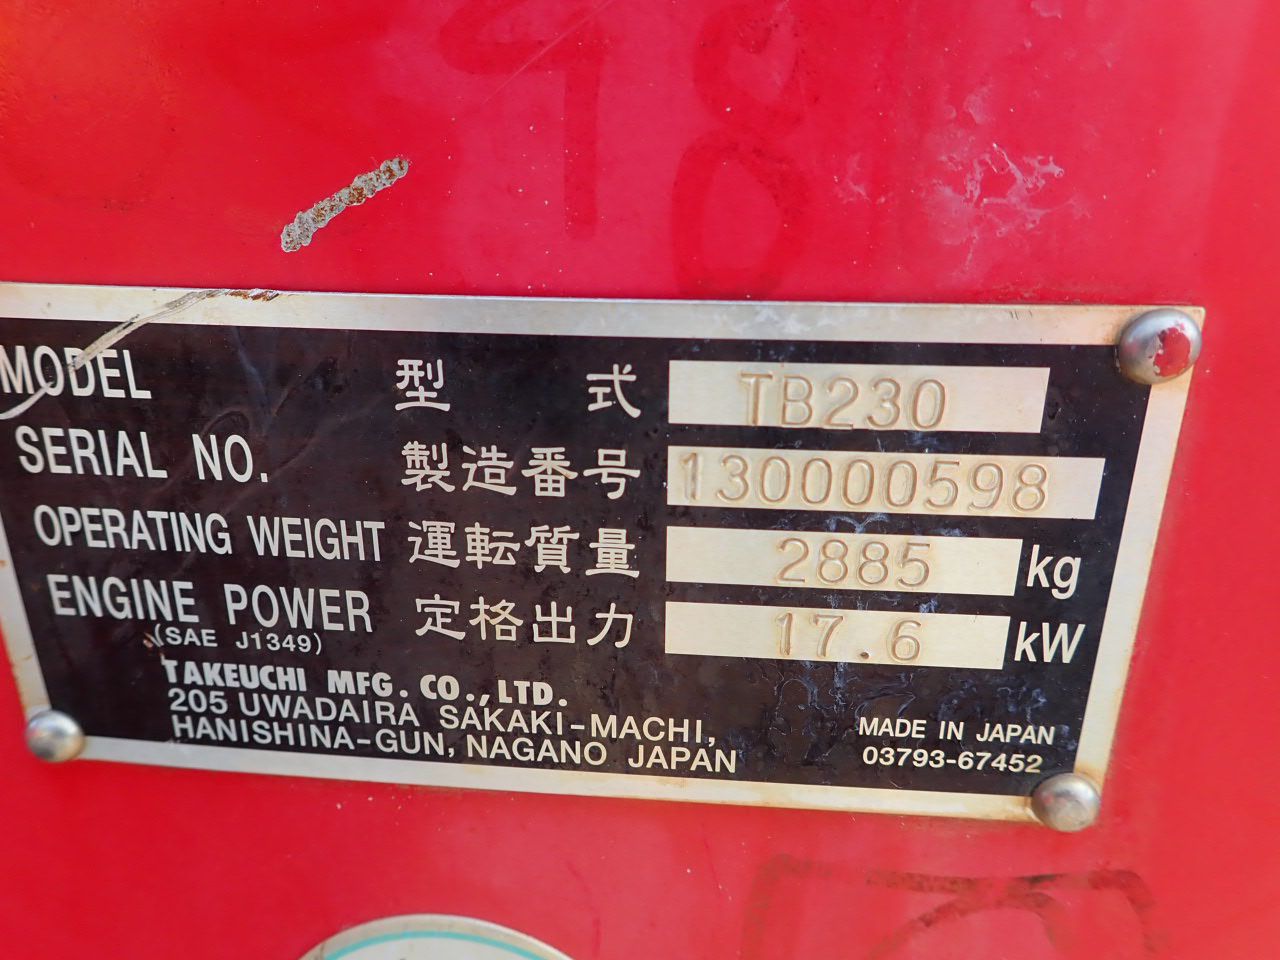 98
MODEL 型式 TB230
SERIAL NO. 製造番号 130000598
OPERATING WEIGHT 運転質量 2885 kg
ENGINE POWER 定格出力 17.6 kW
(SAE J1349)
TAKEUCHI MFG. CO., LTD.
205 UWADAIRA SAKAKI-MACHI,
HANISHINA-GUN, NAGANO JAPAN
MADE IN JAPAN
03793-67452